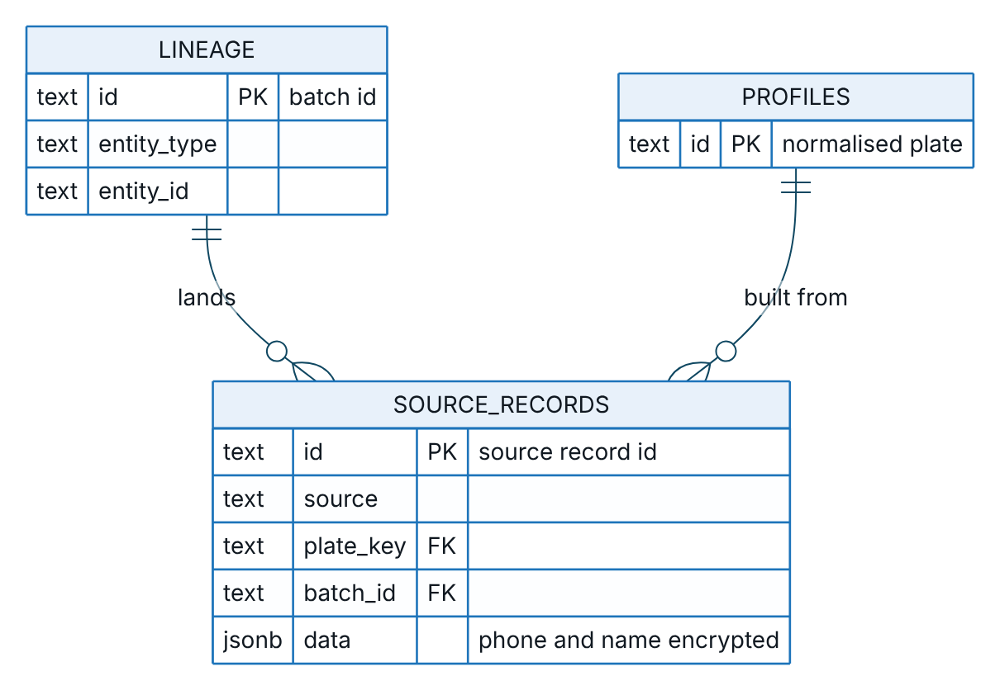 LINEAGE
text id PK batch id
text entity_type
text entity_id
PROFILES
text id PK normalised plate
lands
built from
SOURCE_RECORDS
text id PK source record id
text source
text plate_key FK
text batch_id FK
jsonb data phone and name encrypted